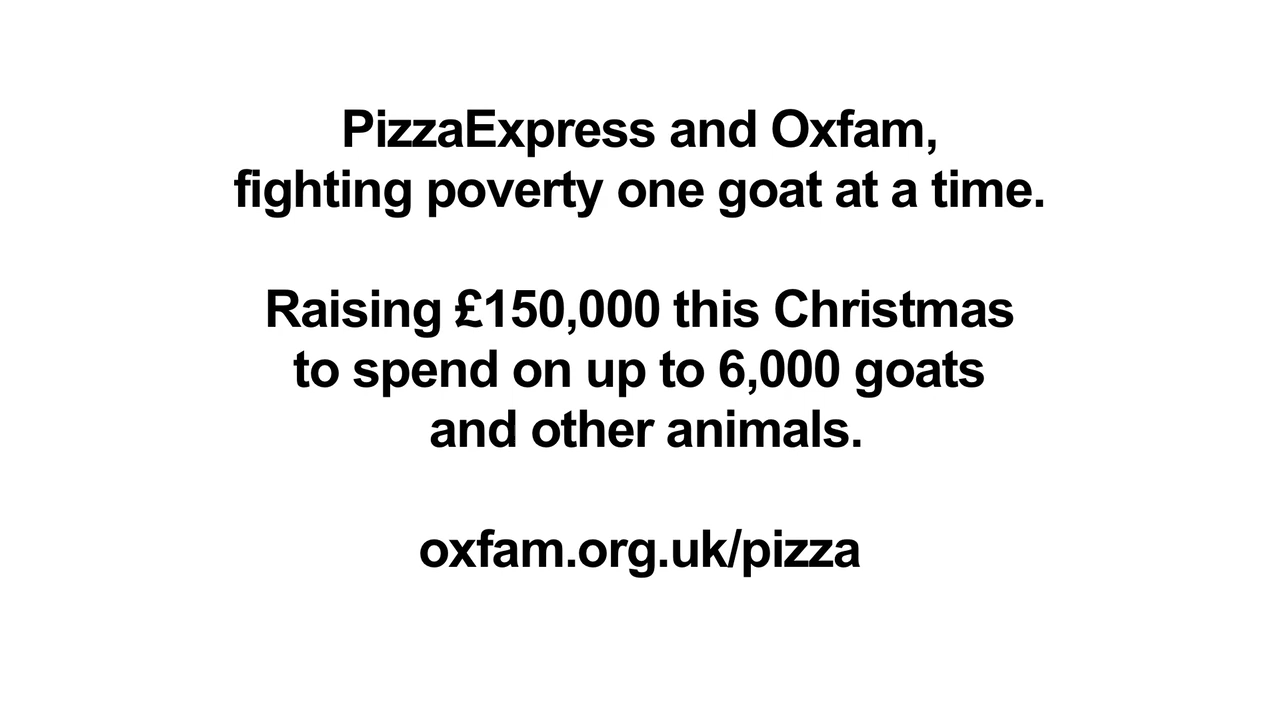 PizzaExpress and Oxfam,
fighting poverty one goat at a time.
Raising £150,000 this Christmas
to spend on up to 6,000 goats
and other animals.
oxfam.org.uk/pizza